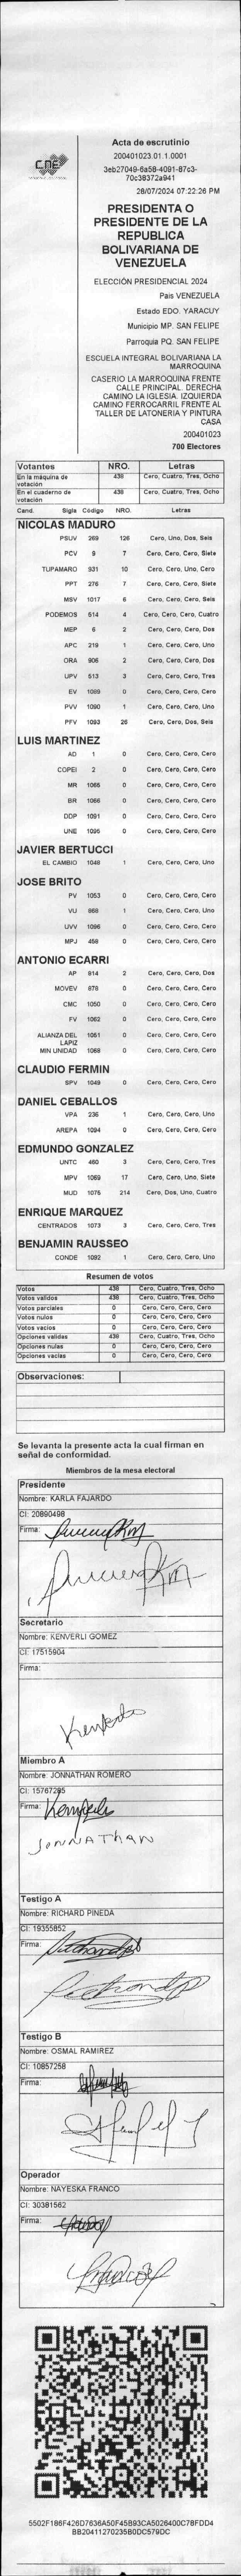 CNE
Acta de escrutinio
200401023.01.1.0001
3eb27049-6a58-4091-87c3-
70c38372a941
28/07/2024 07:22:26 PM
PRESIDENTA O
PRESIDENTE DE LA
REPUBLICA
BOLIVARIANA DE
VENEZUELA
ELECCIÓN PRESIDENCIAL 2024
Pais VENEZUELA
Estado EDO. YARACUY
Municipio MP. SAN FELIPE
Parroquia PQ. SAN FELIPE
ESCUELA INTEGRAL BOLIVARIANA LA
MARROQUINA
CASERIO LA MARROQUINA FRENTE
CALLE PRINCIPAL. DERECHA
CAMINO LA IGLESIA. IZQUIERDA
CAMINO FERROCARRIL FRENTE AL
TALLER DE LATONERIA Y PINTURA
CASA
200401023
700 Electores
Votantes NRO. Letras
En la máquina de votación 438 Cero, Cuatro, Tres, Ocho
En el cuaderno de votación 438 Cero, Cuatro, Tres, Ocho
Cand. Sigla Código NRO. Letras
NICOLAS MADURO
PSUV 269 126 Cero, Uno, Dos, Seis
PCV 9 7 Cero, Cero, Cero, Siete
TUPAMARO 931 10 Cero, Cero, Uno, Cero
PPT 276 7 Cero, Cero, Cero, Siete
MSV 1017 6 Cero, Cero, Cero, Seis
PODEMOS 514 4 Cero, Cero, Cero, Cuatro
MEP 6 2 Cero, Cero, Cero, Dos
APC 219 1 Cero, Cero, Cero, Uno
ORA 906 2 Cero, Cero, Cero, Dos
UPV 513 3 Cero, Cero, Cero, Tres
EV 1089 0 Cero, Cero, Cero, Cero
PVV 1090 1 Cero, Cero, Cero, Uno
PFV 1093 26 Cero, Cero, Dos, Seis
LUIS MARTINEZ
AD 1 0 Cero, Cero, Cero, Cero
COPEI 2 0 Cero, Cero, Cero, Cero
MR 1065 0 Cero, Cero, Cero, Cero
BR 1066 0 Cero, Cero, Cero, Cero
DDP 1091 0 Cero, Cero, Cero, Cero
UNE 1095 0 Cero, Cero, Cero, Cero
JAVIER BERTUCCI
EL CAMBIO 1048 1 Cero, Cero, Cero, Uno
JOSE BRITO
PV 1053 0 Cero, Cero, Cero, Cero
VU 868 1 Cero, Cero, Cero, Uno
UVV 1096 0 Cero, Cero, Cero, Cero
MPJ 458 0 Cero, Cero, Cero, Cero
ANTONIO ECARRI
AP 814 2 Cero, Cero, Cero, Dos
MOVEV 878 0 Cero, Cero, Cero, Cero
CMC 1050 0 Cero, Cero, Cero, Cero
FV 1062 0 Cero, Cero, Cero, Cero
ALIANZA DEL LAPIZ 1051 0 Cero, Cero, Cero, Cero
MIN UNIDAD 1088 0 Cero, Cero, Cero, Cero
CLAUDIO FERMIN
SPV 1049 0 Cero, Cero, Cero, Cero
DANIEL CEBALLOS
VPA 236 1 Cero, Cero, Cero, Uno
AREPA 1094 0 Cero, Cero, Cero, Cero
EDMUNDO GONZALEZ
UNTC 460 3 Cero, Cero, Cero, Tres
MPV 1069 17 Cero, Cero, Uno, Siete
MUD 1075 214 Cero, Dos, Uno, Cuatro
ENRIQUE MARQUEZ
CENTRADOS 1073 3 Cero, Cero, Cero, Tres
BENJAMIN RAUSSEO
CONDE 1092 1 Cero, Cero, Cero, Uno
Resumen de votos
Votos 438 Cero, Cuatro, Tres, Ocho
Votos validos 438 Cero, Cuatro, Tres, Ocho
Votos parciales 0 Cero, Cero, Cero, Cero
Votos nulos 0 Cero, Cero, Cero, Cero
Votos vacios 0 Cero, Cero, Cero, Cero
Opciones validas 438 Cero, Cuatro, Tres, Ocho
Opciones nulas 0 Cero, Cero, Cero, Cero
Opciones vacias 0 Cero, Cero, Cero, Cero
Observaciones:
Se levanta la presente acta la cual firman en
señal de conformidad.
Miembros de la mesa electoral
Presidente
Nombre: KARLA FAJARDO
CI: 20890498
Firma:
Secretario
Nombre: KENVERLI GOMEZ
CI: 17515904
Firma:
Miembro A
Nombre: JONNATHAN ROMERO
CI: 15767285
Firma:
JONNATHAN
Testigo A
Nombre: RICHARD PINEDA
CI: 19355852
Firma:
Testigo B
Nombre: OSMAL RAMIREZ
CI: 10857258
Firma:
Operador
Nombre: NAYESKA FRANCO
CI: 30381562
Firma:
5502F186F426D7636A50F45B93CA5026400C78FDD4
BB20411270235B0DC579DC